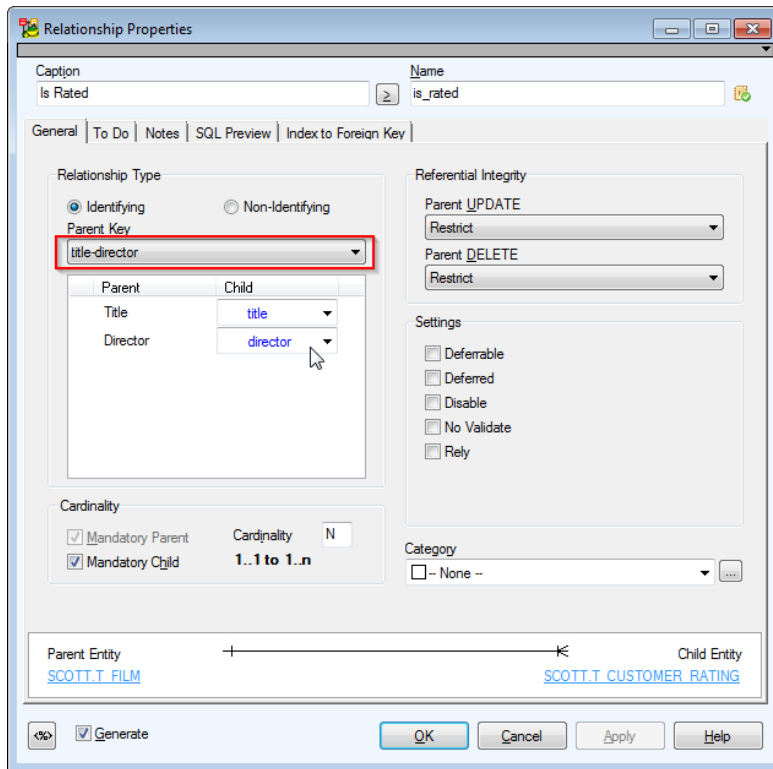 Relationship Properties
Caption
Name
Is Rated
≥
is_rated
General
To Do
Notes
SQL Preview
Index to Foreign Key
Relationship Type
Identifying
Non-Identifying
Parent Key
title-director
Parent
Child
Title
title
Director
director
Referential Integrity
Parent UPDATE
Restrict
Parent DELETE
Restrict
Settings
Deferrable
Deferred
Disable
No Validate
Rely
Cardinality
Mandatory Parent
Cardinality
N
Mandatory Child
1..1 to 1..n
Category
-- None --
...
Parent Entity
Child Entity
SCOTT.T_FILM
SCOTT.T_CUSTOMER_RATING
<%>
Generate
OK
Cancel
Apply
Help